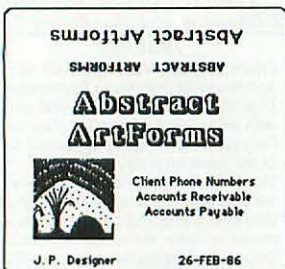 Abstract ArtForms
ABSTRACT ARTFORMS
Abstract
ArtForms
Client Phone Numbers
Accounts Receivable
Accounts Payable
J. P. Designer 26-FEB-86